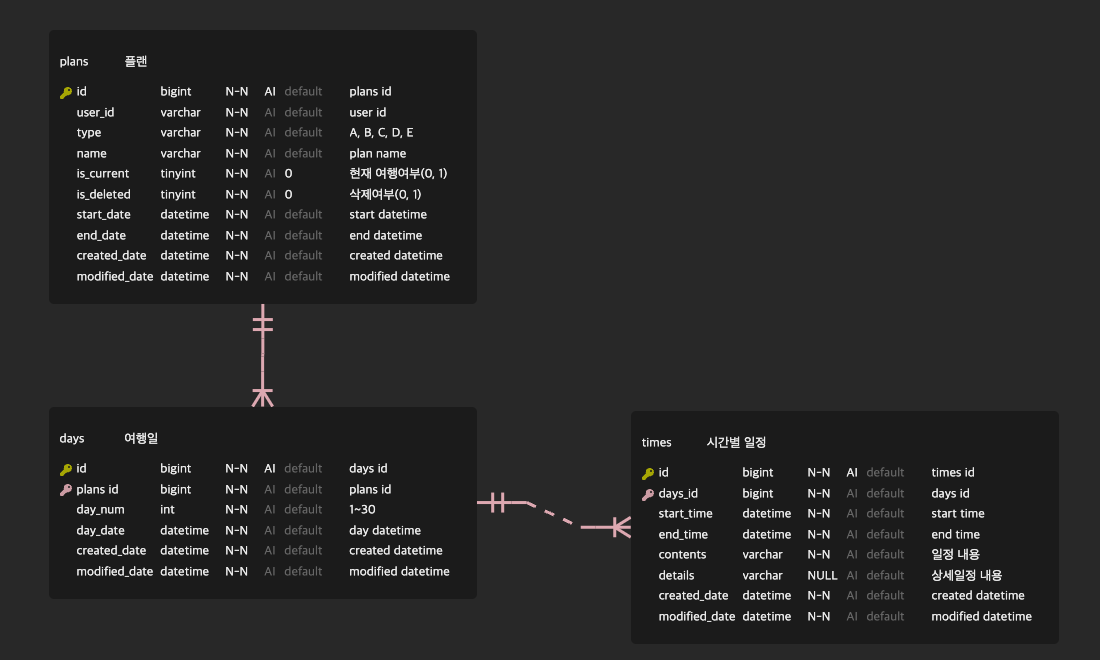 plans 플랜
id bigint N-N AI default plans id
user_id varchar N-N AI default user id
type varchar N-N AI default A, B, C, D, E
name varchar N-N AI default plan name
is_current tinyint N-N AI 0 현재 여행여부(0, 1)
is_deleted tinyint N-N AI 0 삭제여부(0, 1)
start_date datetime N-N AI default start datetime
end_date datetime N-N AI default end datetime
created_date datetime N-N AI default created datetime
modified_date datetime N-N AI default modified datetime
days 여행일
id bigint N-N AI default days id
plans id bigint N-N AI default plans id
day_num int N-N AI default 1~30
day_date datetime N-N AI default day datetime
created_date datetime N-N AI default created datetime
modified_date datetime N-N AI default modified datetime
times 시간별 일정
id bigint N-N AI default times id
days_id bigint N-N AI default days id
start_time datetime N-N AI default start time
end_time datetime N-N AI default end time
contents varchar N-N AI default 일정 내용
details varchar NULL AI default 상세일정 내용
created_date datetime N-N AI default created datetime
modified_date datetime N-N AI default modified datetime